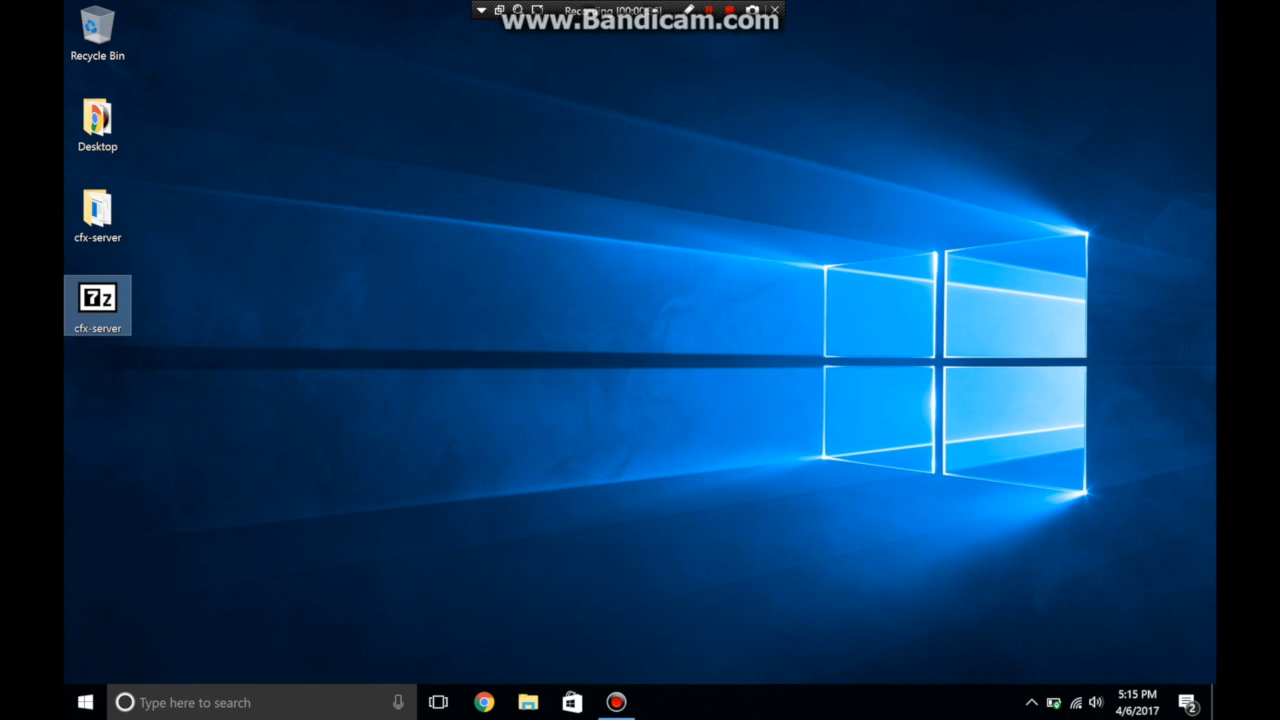 www.Bandicam.com
Recycle Bin
Desktop
cfx-server
7z
cfx-server
Type here to search
5:15 PM
4/6/2017
2